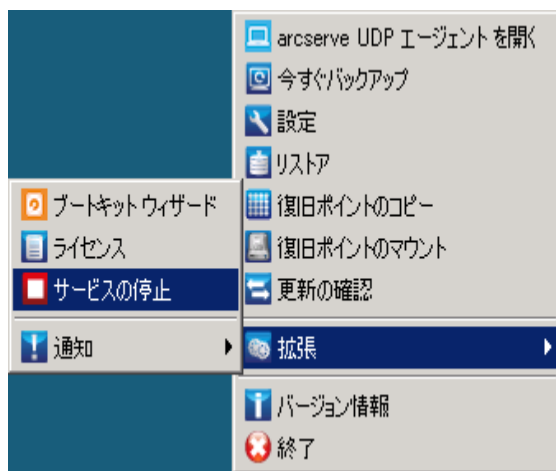 arcserve UDP エージェントを開く
今すぐバックアップ
設定
リストア
復旧ポイントのコピー
復旧ポイントのマウント
更新の確認
拡張
バージョン情報
終了
ブートキット ウィザード
ライセンス
サービスの停止
通知